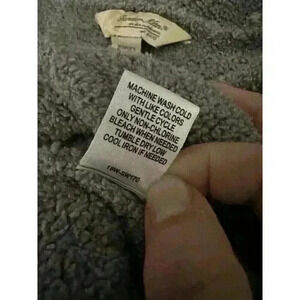 MACHINE WASH COLD
WITH LIKE COLORS
GENTLE CYCLE
ONLY NON-CHLORINE
BLEACH WHEN NEEDED
TUMBLE DRY LOW
COOL IRON IF NEEDED